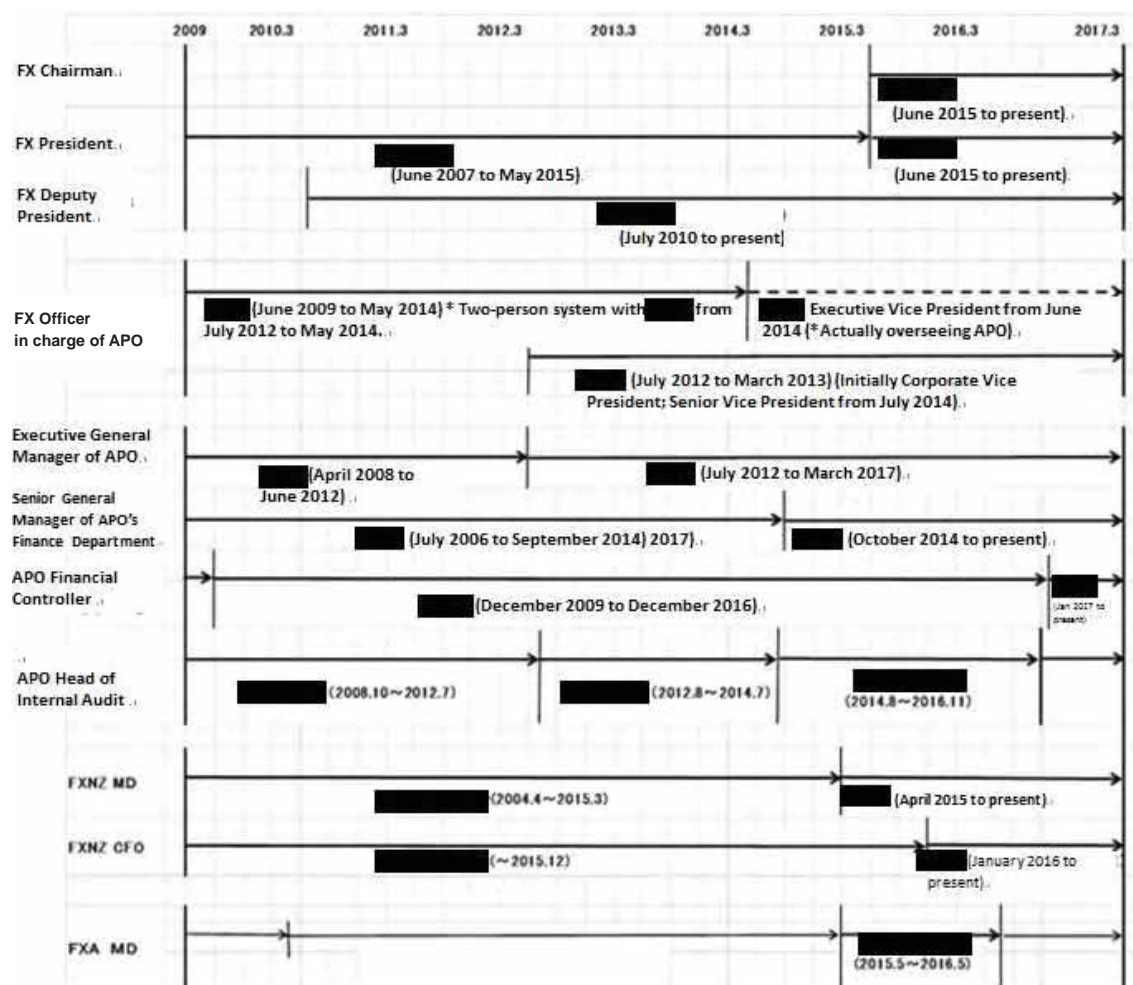 2009 2010.3 2011.3 2012.3 2013.3 2014.3 2015.3 2016.3 2017.3
FX Chairman.
(June 2015 to present).
FX President.
(June 2007 to May 2015)
(June 2015 to present)
FX Deputy
President.
(July 2010 to present)
FX Officer
in charge of APO
(June 2009 to May 2014) * Two-person system with from
July 2012 to May 2014.
Executive Vice President from June
2014 (*Actually overseeing APO).
(July 2012 to March 2013) (Initially Corporate Vice
President; Senior Vice President from July 2014).
Executive General
Manager of APO.
(April 2008 to
June 2012).
(July 2012 to March 2017).
Senior General
Manager of APO's
Finance Department
(July 2006 to September 2014) 2017).
(October 2014 to present).
APO Financial
Controller.
(December 2009 to December 2016).
(Jan 2017 to
present)
APO Head of
Internal Audit.
(2008.10～2012.7)
(2012.8～2014.7)
(2014.8～2016.11)
FXNZ MD
(2004.4～2015.3)
(April 2015 to present).
FXNZ CFO
(～2015.12)
(January 2016 to
present).
FXA MD
(2015.5～2016.5)